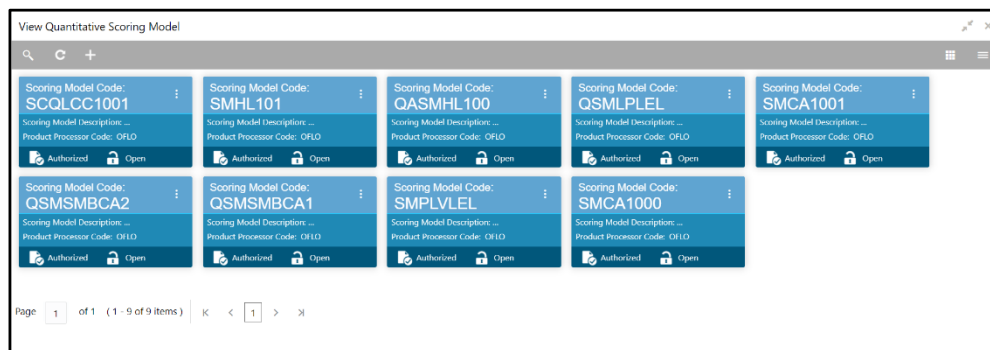 View Quantitative Scoring Model
Scoring Model Code: Scoring Model Code: Scoring Model Code: Scoring Model Code: Scoring Model Code:
SCQLCC1001 SMHL101 QASMHL100 QSMLPLEL SMCA1001
Scoring Model Description: ... Scoring Model Description: ... Scoring Model Description: ... Scoring Model Description: ... Scoring Model Description: ...
Product Processor Code: OFLO Product Processor Code: OFLO Product Processor Code: OFLO Product Processor Code: OFLO Product Processor Code: OFLO
Authorized Open Authorized Open Authorized Open Authorized Open Authorized Open
Scoring Model Code: Scoring Model Code: Scoring Model Code: Scoring Model Code:
QSMSMBCA2 QSMSMBCA1 SMPLVLEL SMCA1000
Scoring Model Description: ... Scoring Model Description: ... Scoring Model Description: ... Scoring Model Description: ...
Product Processor Code: OFLO Product Processor Code: OFLO Product Processor Code: OFLO Product Processor Code: OFLO
Authorized Open Authorized Open Authorized Open Authorized Open
Page 1 of 1 ( 1 - 9 of 9 items ) 1